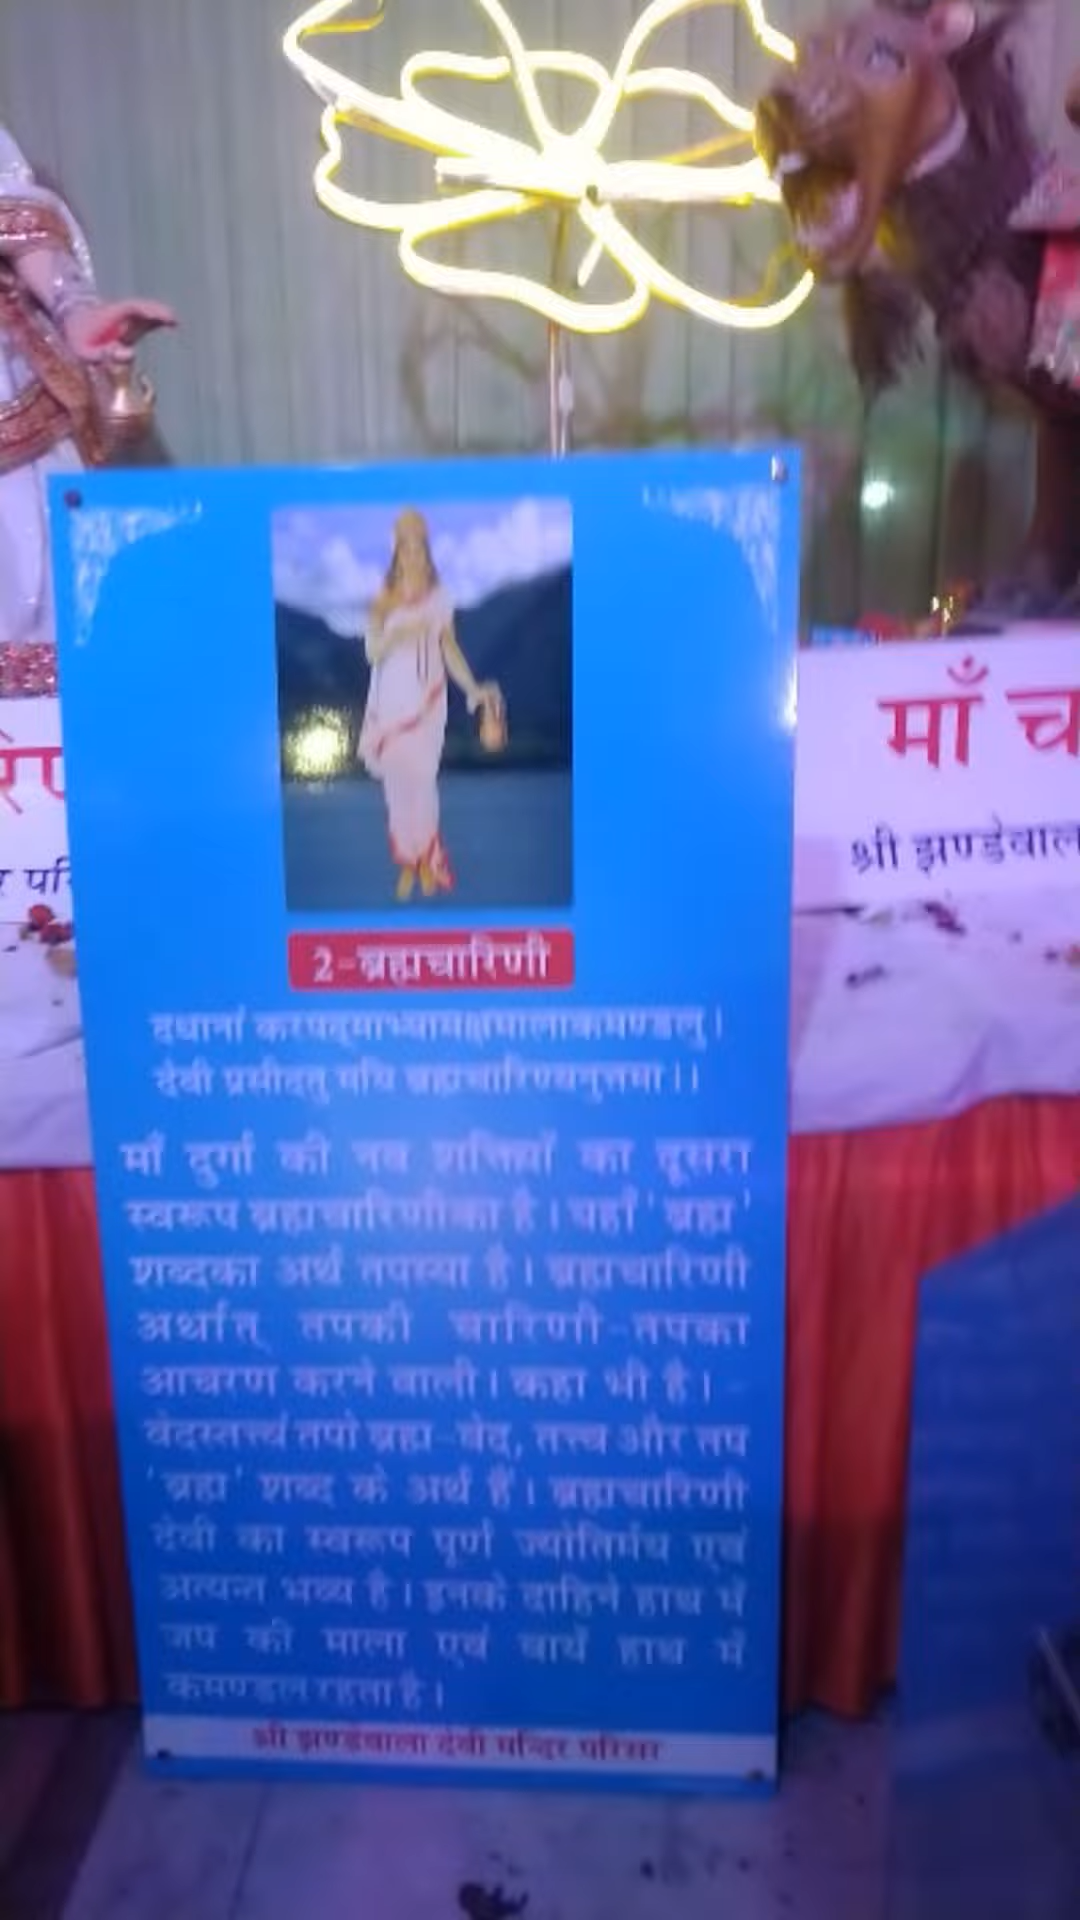 2-ब्रह्मचारिणी
दधाना करपद्माभ्यामक्षमालाकमण्डलु।
देवी प्रसीदतु मयि ब्रह्मचारिण्यनुत्तमा।।
माँ दुर्गा की नव शक्तियों का दूसरा
स्वरूप ब्रह्मचारिणीका है। यहाँ 'ब्रह्म'
शब्दका अर्थ तपस्या है। ब्रह्मचारिणी
अर्थात् तपकी चारिणी-तपका
आचरण करने वाली। कहा भी है। -
वेदस्तत्त्वं तपो ब्रह्म-वेद, तत्त्व और तप
'ब्रह्म' शब्द के अर्थ हैं। ब्रह्मचारिणी
देवी का स्वरूप पूर्ण ज्योतिर्मय एवं
अत्यन्त भव्य है। इनके दाहिने हाथ में
जप की माला एवं बायें हाथ में
कमण्डल रहता है।
श्री झण्डेवाला देवी मन्दिर परिसर
माँ च
श्री झण्डेवाल